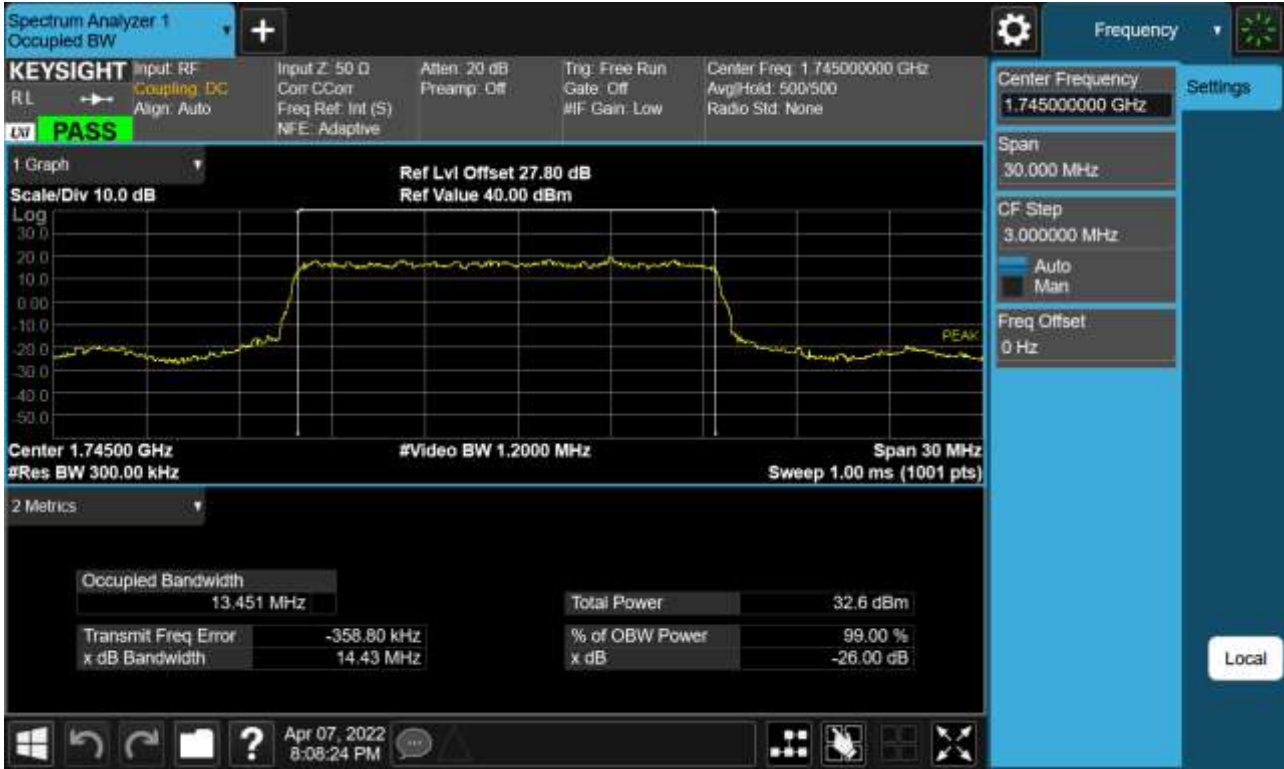 Spectrum Analyzer 1
Occupied BW
+
Frequency
KEYSIGHT
RL
LXI
PASS
Input: RF
Coupling: DC
Align: Auto
Input Z: 50 Ω
Corr CCorr
Freq Ref: Int (S)
NFE: Adaptive
Atten: 20 dB
Preamp: Off
Trig: Free Run
Gate: Off
#IF Gain: Low
Center Freq: 1.745000000 GHz
Avg|Hold: 500/500
Radio Std: None
Center Frequency
1.745000000 GHz
Settings
Span
30.000 MHz
CF Step
3.000000 MHz
Auto
Man
Freq Offset
0 Hz
Local
1 Graph
Scale/Div 10.0 dB
Ref Lvl Offset 27.80 dB
Ref Value 40.00 dBm
Log
30.0
20.0
10.0
0.00
-10.0
-20.0
-30.0
-40.0
-50.0
PEAK
Center 1.74500 GHz
#Video BW 1.2000 MHz
Span 30 MHz
#Res BW 300.00 kHz
Sweep 1.00 ms (1001 pts)
2 Metrics
Occupied Bandwidth
13.451 MHz
Total Power 32.6 dBm
Transmit Freq Error -358.80 kHz
% of OBW Power 99.00 %
x dB Bandwidth 14.43 MHz
x dB -26.00 dB
?
Apr 07, 2022
8:08:24 PM